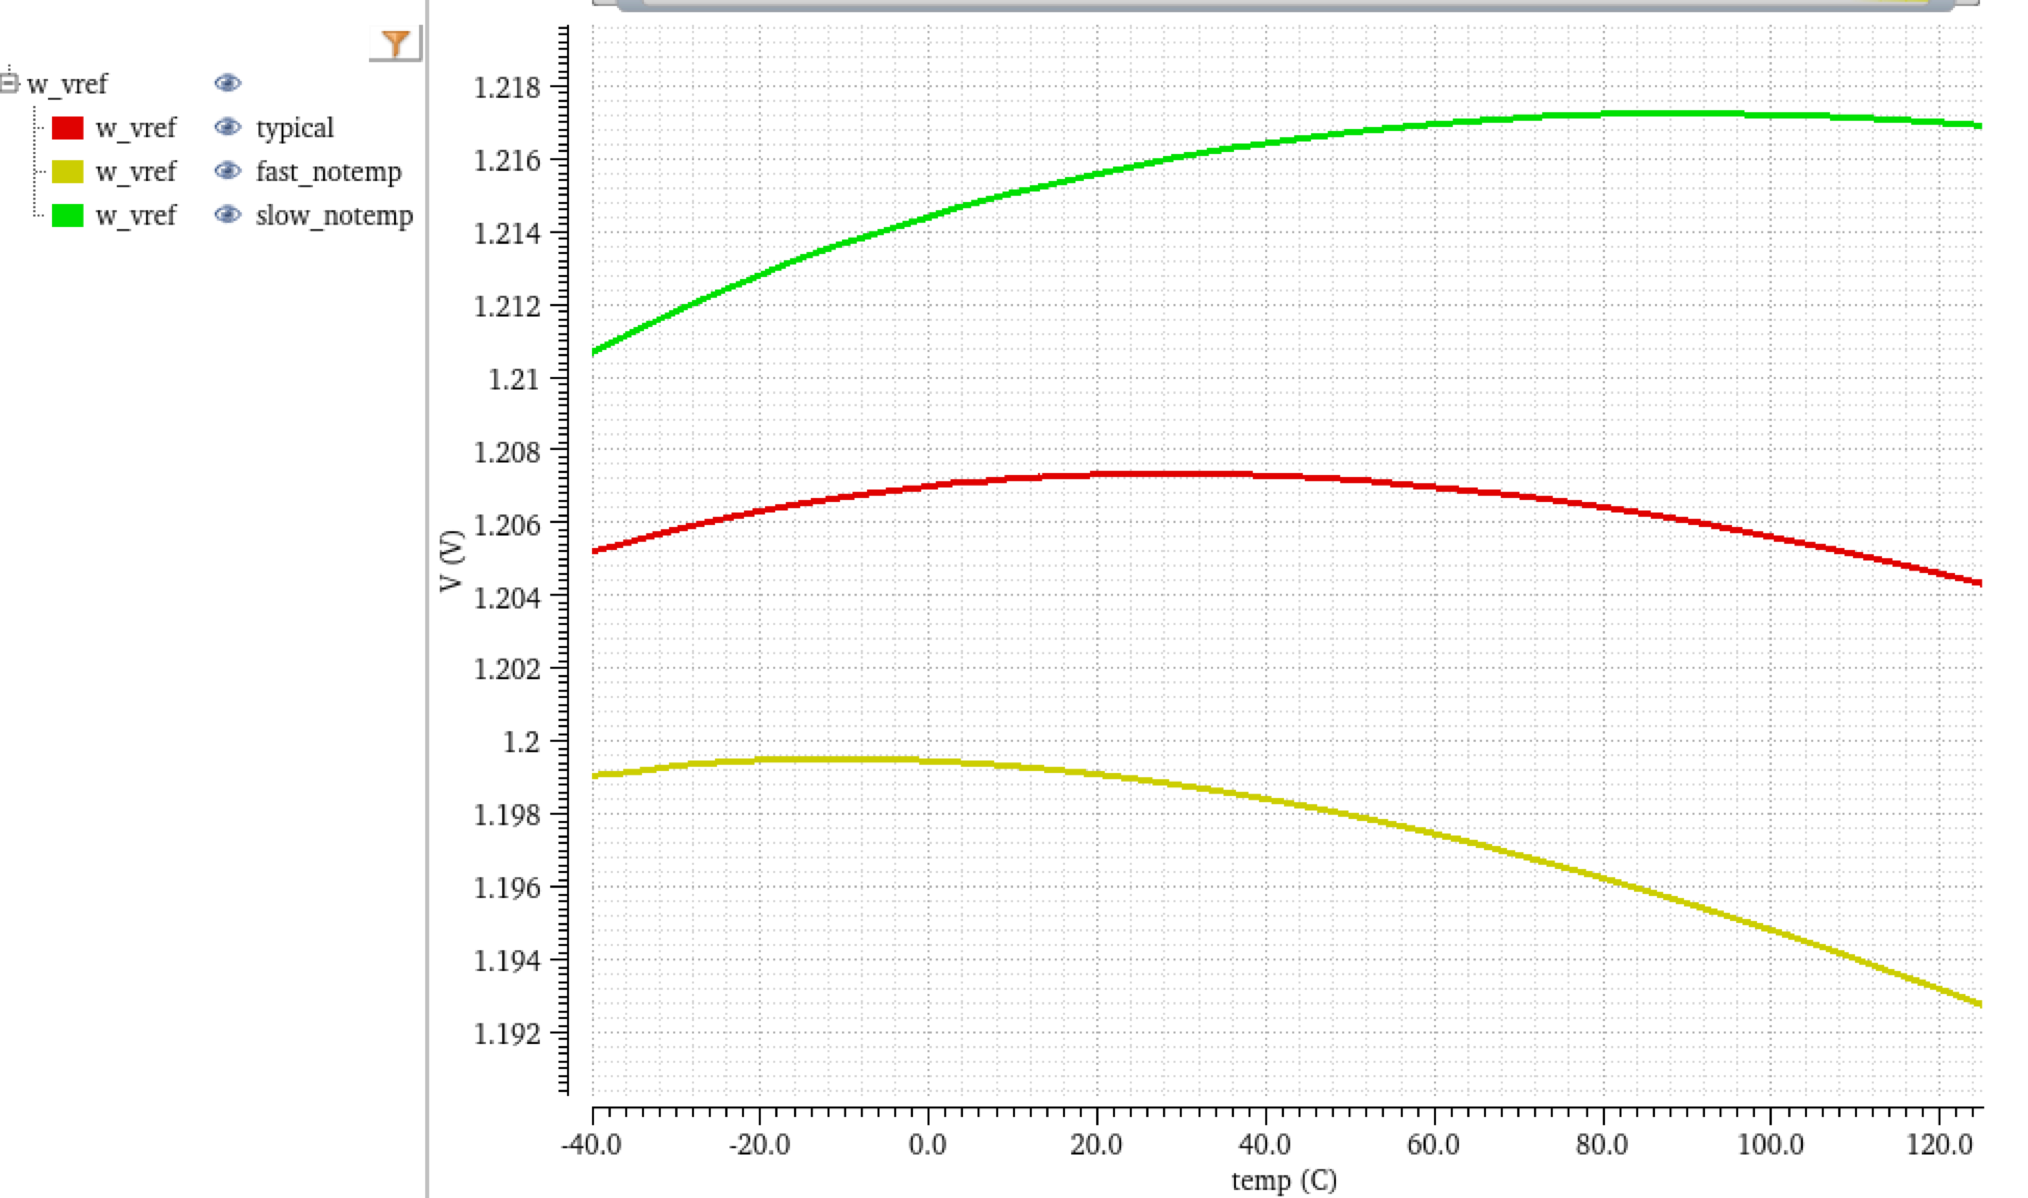 w_vref
w_vref typical
w_vref fast_notemp
w_vref slow_notemp
1.218
1.216
1.214
1.212
1.21
1.208
1.206
1.204
1.202
1.2
1.198
1.196
1.194
1.192
V (V)
-40.0 -20.0 0.0 20.0 40.0 60.0 80.0 100.0 120.0
temp (C)